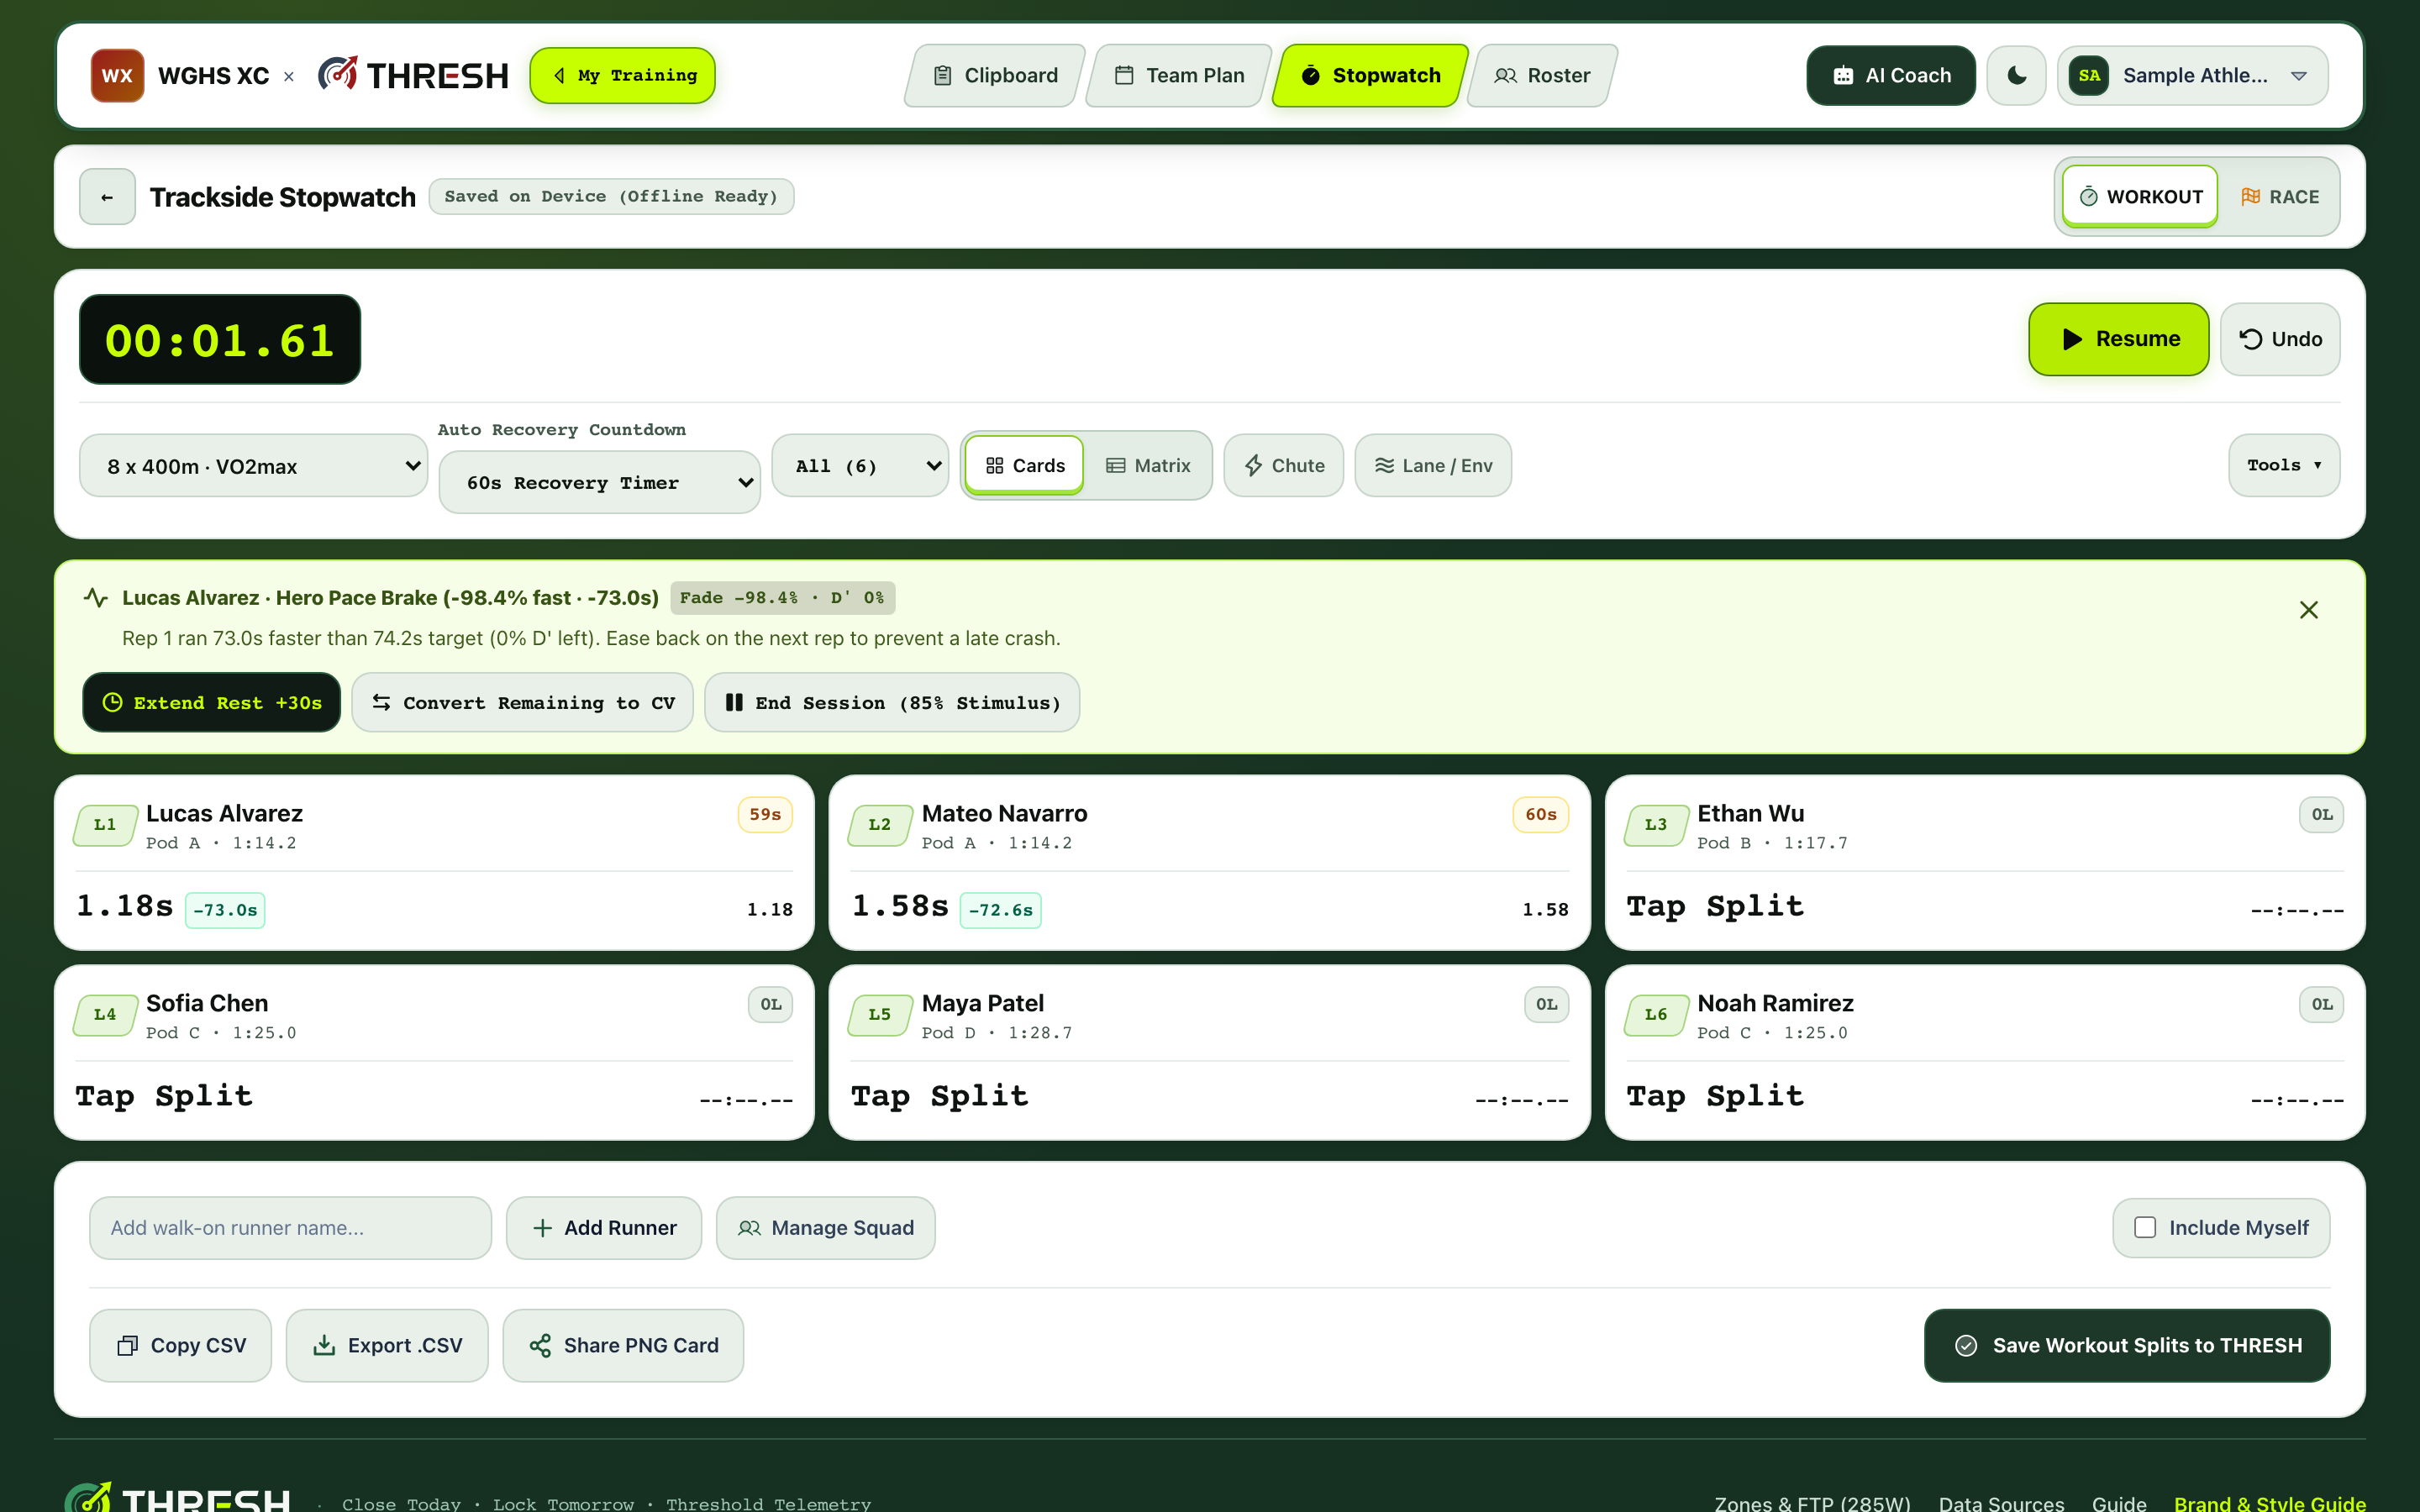 WX WGHS XC × THRESH My Training Clipboard Team Plan Stopwatch Roster AI Coach SA Sample Athle...
← Trackside Stopwatch Saved on Device (Offline Ready) WORKOUT RACE
00:01.61 Resume Undo
Auto Recovery Countdown
8 x 400m · VO2max 60s Recovery Timer All (6) Cards Matrix Chute Lane / Env Tools ▼
Lucas Alvarez · Hero Pace Brake (-98.4% fast · -73.0s) Fade -98.4% · D' 0%
Rep 1 ran 73.0s faster than 74.2s target (0% D' left). Ease back on the next rep to prevent a late crash.
Extend Rest +30s Convert Remaining to CV End Session (85% Stimulus)
L1 Lucas Alvarez 59s
Pod A · 1:14.2
1.18s -73.0s 1.18
L2 Mateo Navarro 60s
Pod A · 1:14.2
1.58s -72.6s 1.58
L3 Ethan Wu 0L
Pod B · 1:17.7
Tap Split --:--.--
L4 Sofia Chen 0L
Pod C · 1:25.0
Tap Split --:--.--
L5 Maya Patel 0L
Pod D · 1:28.7
Tap Split --:--.--
L6 Noah Ramirez 0L
Pod C · 1:25.0
Tap Split --:--.--
Add walk-on runner name... Add Runner Manage Squad Include Myself
Copy CSV Export .CSV Share PNG Card Save Workout Splits to THRESH
THRESH · Close Today · Lock Tomorrow · Threshold Telemetry Zones & FTP (285W) Data Sources Guide Brand & Style Guide